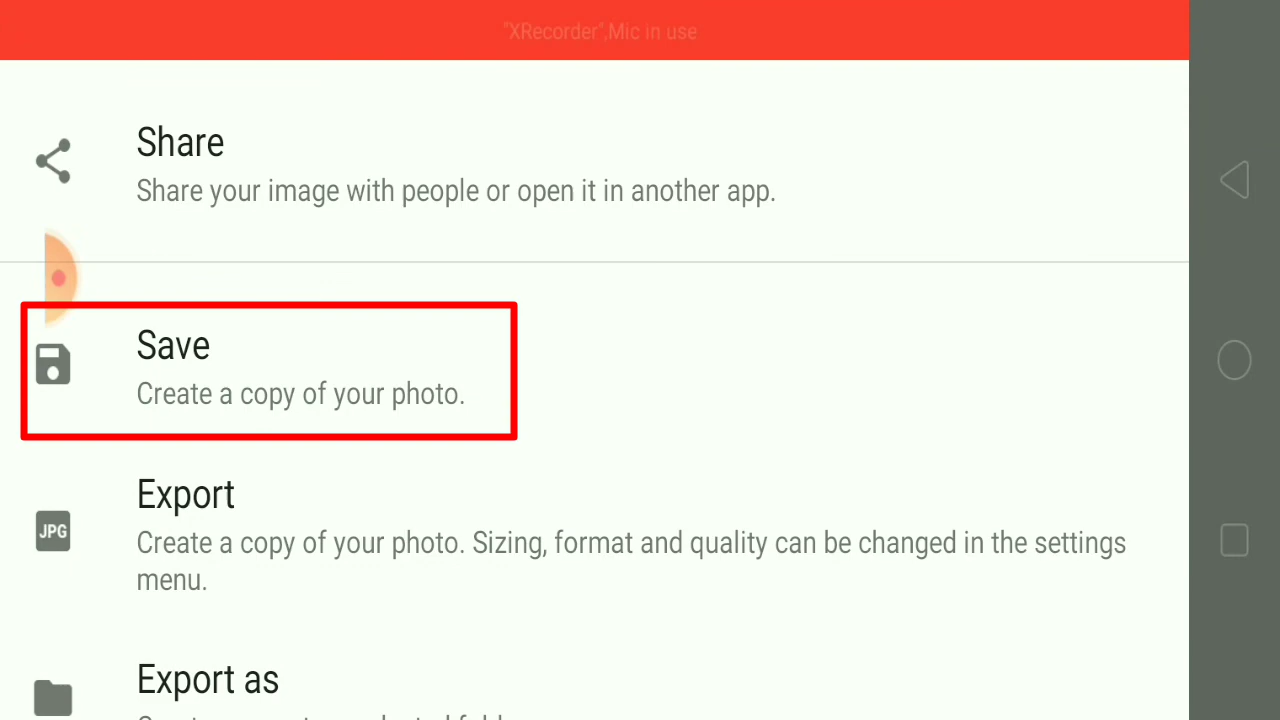 "XRecorder",Mic in use
Share
Share your image with people or open it in another app.
Save
Create a copy of your photo.
JPG
Export
Create a copy of your photo. Sizing, format and quality can be changed in the settings
menu.
Export as